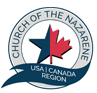 CHURCH OF THE NAZARENE
USA | CANADA
REGION